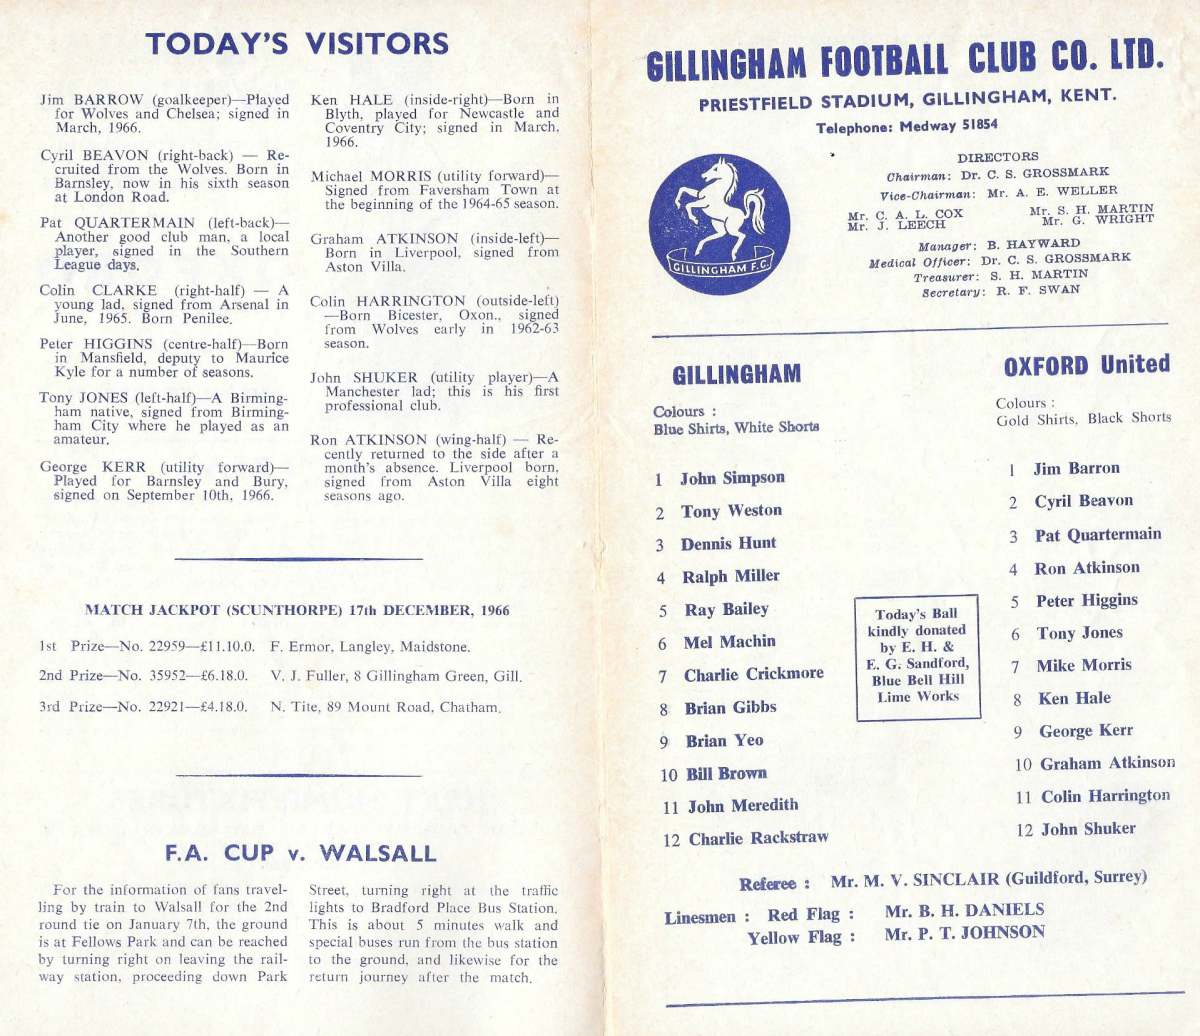 TODAY'S VISITORS
Jim BARROW (goalkeeper)—Played
for Wolves and Chelsea; signed in
March, 1966.
Cyril BEAVON (right-back) — Re-
cruited from the Wolves. Born in
Barnsley, now in his sixth season
at London Road.
Pat QUARTERMAIN (left-back)—
Another good club man, a local
player, signed in the Southern
League days.
Colin CLARKE (right-half) — A
young lad, signed from Arsenal in
June, 1965. Born Penilee.
Peter HIGGINS (centre-half)—Born
in Mansfield, deputy to Maurice
Kyle for a number of seasons.
Tony JONES (left-half)—A Birming-
ham native, signed from Birming-
ham City where he played as an
amateur.
George KERR (utility forward)—
Played for Barnsley and Bury,
signed on September 10th, 1966.
Ken HALE (inside-right)—Born in
Blyth, played for Newcastle and
Coventry City; signed in March,
1966.
Michael MORRIS (utility forward)—
Signed from Faversham Town at
the beginning of the 1964-65 season.
Graham ATKINSON (inside-left)—
Born in Liverpool, signed from
Aston Villa.
Colin HARRINGTON (outside-left)
—Born Bicester, Oxon., signed
from Wolves early in 1962-63
season.
John SHUKER (utility player)—A
Manchester lad; this is his first
professional club.
Ron ATKINSON (wing-half) — Re-
cently returned to the side after a
month's absence. Liverpool born,
signed from Aston Villa eight
seasons ago.
MATCH JACKPOT (SCUNTHORPE) 17th DECEMBER, 1966
1st Prize—No. 22959—£11.10.0. F. Ermor, Langley, Maidstone.
2nd Prize—No. 35952—£6.18.0. V. J. Fuller, 8 Gillingham Green, Gill.
3rd Prize—No. 22921—£4.18.0. N. Tite, 89 Mount Road, Chatham.
F.A. CUP v. WALSALL
For the information of fans travel-
ling by train to Walsall for the 2nd
round tie on January 7th, the ground
is at Fellows Park and can be reached
by turning right on leaving the rail-
way station, proceeding down Park
Street, turning right at the traffic
lights to Bradford Place Bus Station.
This is about 5 minutes walk and
special buses run from the bus station
to the ground, and likewise for the
return journey after the match.
GILLINGHAM FOOTBALL CLUB CO. LTD.
PRIESTFIELD STADIUM, GILLINGHAM, KENT.
Telephone: Medway 51854
GILLINGHAM F.C.
DIRECTORS
Chairman: Dr. C. S. GROSSMARK
Vice-Chairman: Mr. A. E. WELLER
Mr. C. A. L. COX Mr. S. H. MARTIN
Mr. J. LEECH Mr. G. WRIGHT
Manager: B. HAYWARD
Medical Officer: Dr. C. S. GROSSMARK
Treasurer: S. H. MARTIN
Secretary: R. F. SWAN
GILLINGHAM
Colours :
Blue Shirts, White Shorts
1 John Simpson
2 Tony Weston
3 Dennis Hunt
4 Ralph Miller
5 Ray Bailey
6 Mel Machin
7 Charlie Crickmore
8 Brian Gibbs
9 Brian Yeo
10 Bill Brown
11 John Meredith
12 Charlie Rackstraw
Today's Ball
kindly donated
by E. H. &
E. G. Sandford,
Blue Bell Hill
Lime Works
OXFORD United
Colours :
Gold Shirts, Black Shorts
1 Jim Barron
2 Cyril Beavon
3 Pat Quartermain
4 Ron Atkinson
5 Peter Higgins
6 Tony Jones
7 Mike Morris
8 Ken Hale
9 George Kerr
10 Graham Atkinson
11 Colin Harrington
12 John Shuker
Referee : Mr. M. V. SINCLAIR (Guildford, Surrey)
Linesmen : Red Flag : Mr. B. H. DANIELS
Yellow Flag : Mr. P. T. JOHNSON